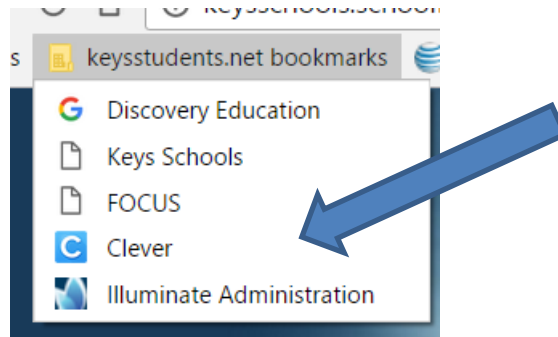 s keysstudents.net bookmarks
Discovery Education
Keys Schools
FOCUS
Clever
Illuminate Administration